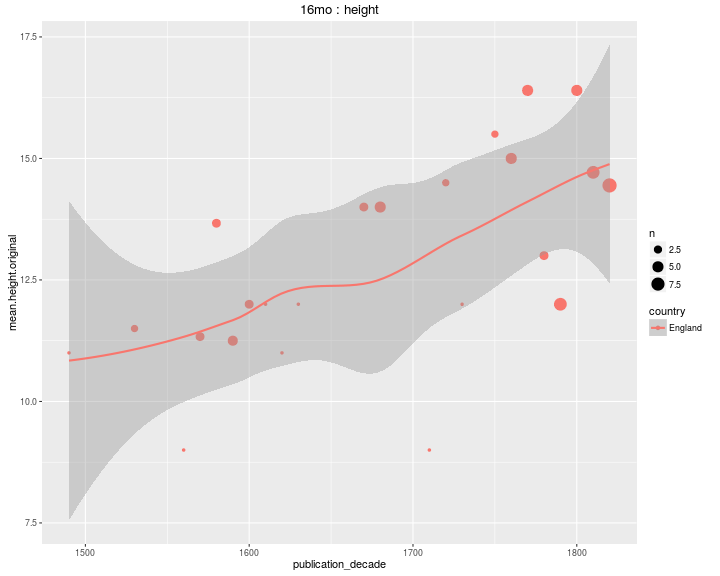 16mo : height
17.5
15.0
12.5
10.0
7.5
mean.height.original
1500 1600 1700 1800
publication_decade
n
2.5
5.0
7.5
country
England